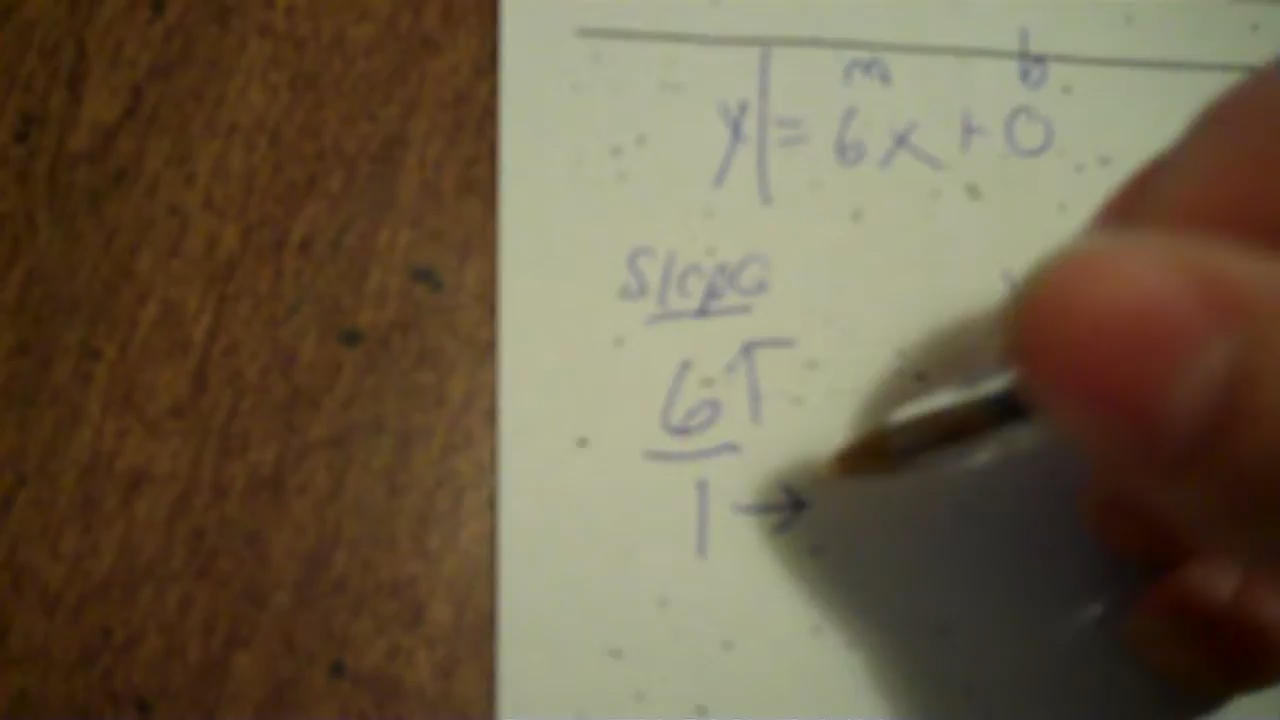 m b
y = 6x + 0
Slope
6 ↑
1 →